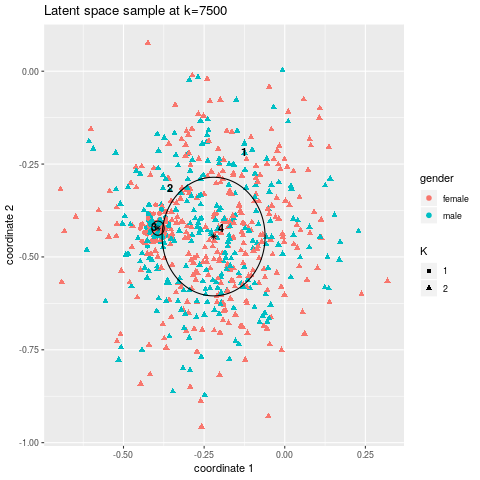 Latent space sample at k=7500
0.00
-0.25
-0.50
-0.75
-1.00
coordinate 2
1
2
3
4
-0.50 -0.25 0.00 0.25
coordinate 1
gender
female
male
K
1
2